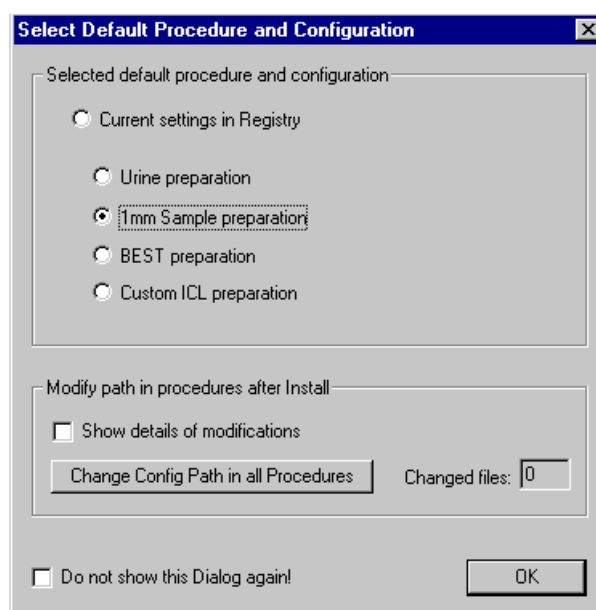 Select Default Procedure and Configuration
Selected default procedure and configuration
Current settings in Registry
Urine preparation
1mm Sample preparation
BEST preparation
Custom ICL preparation
Modify path in procedures after Install
Show details of modifications
Change Config Path in all Procedures
Changed files: 0
Do not show this Dialog again!
OK